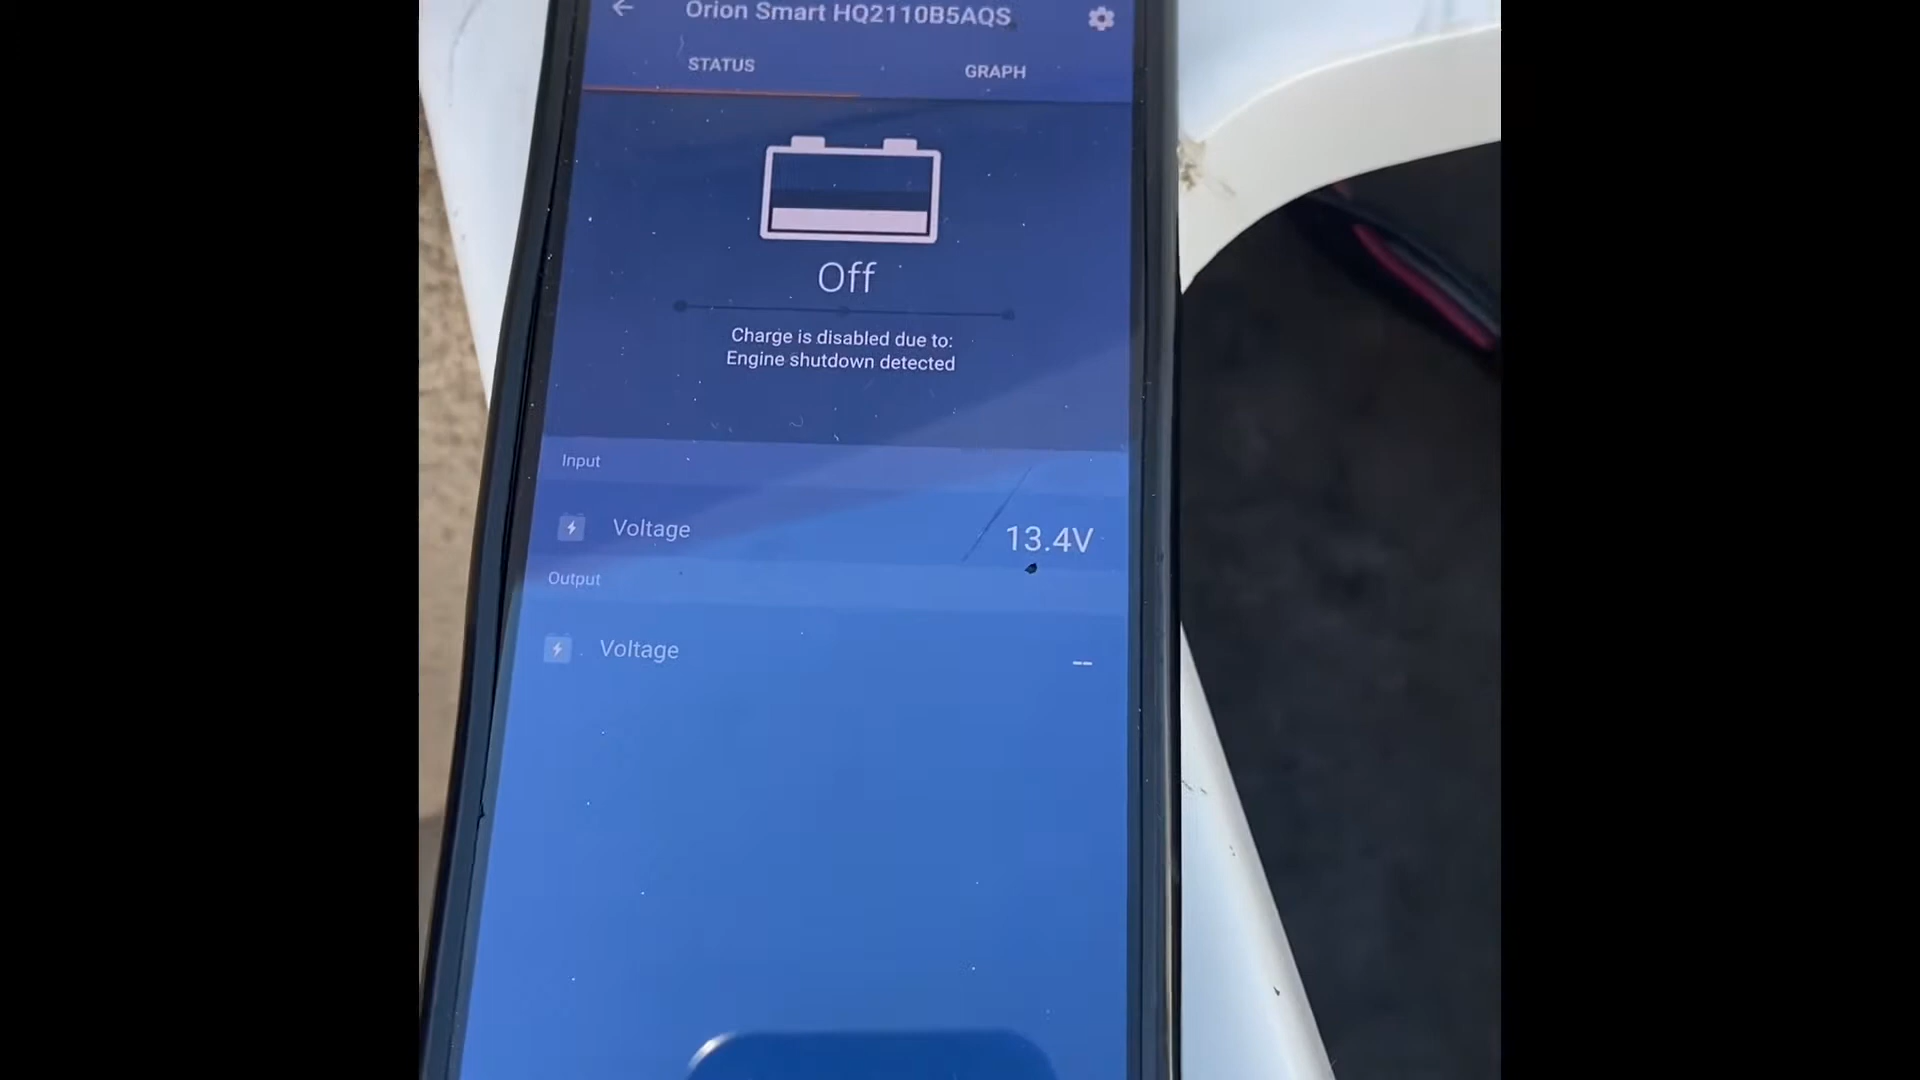 Orion Smart HQ2110B5AQS
STATUS
GRAPH
Off
Charge is disabled due to:
Engine shutdown detected
Input
Voltage
13.4V
Output
Voltage
--